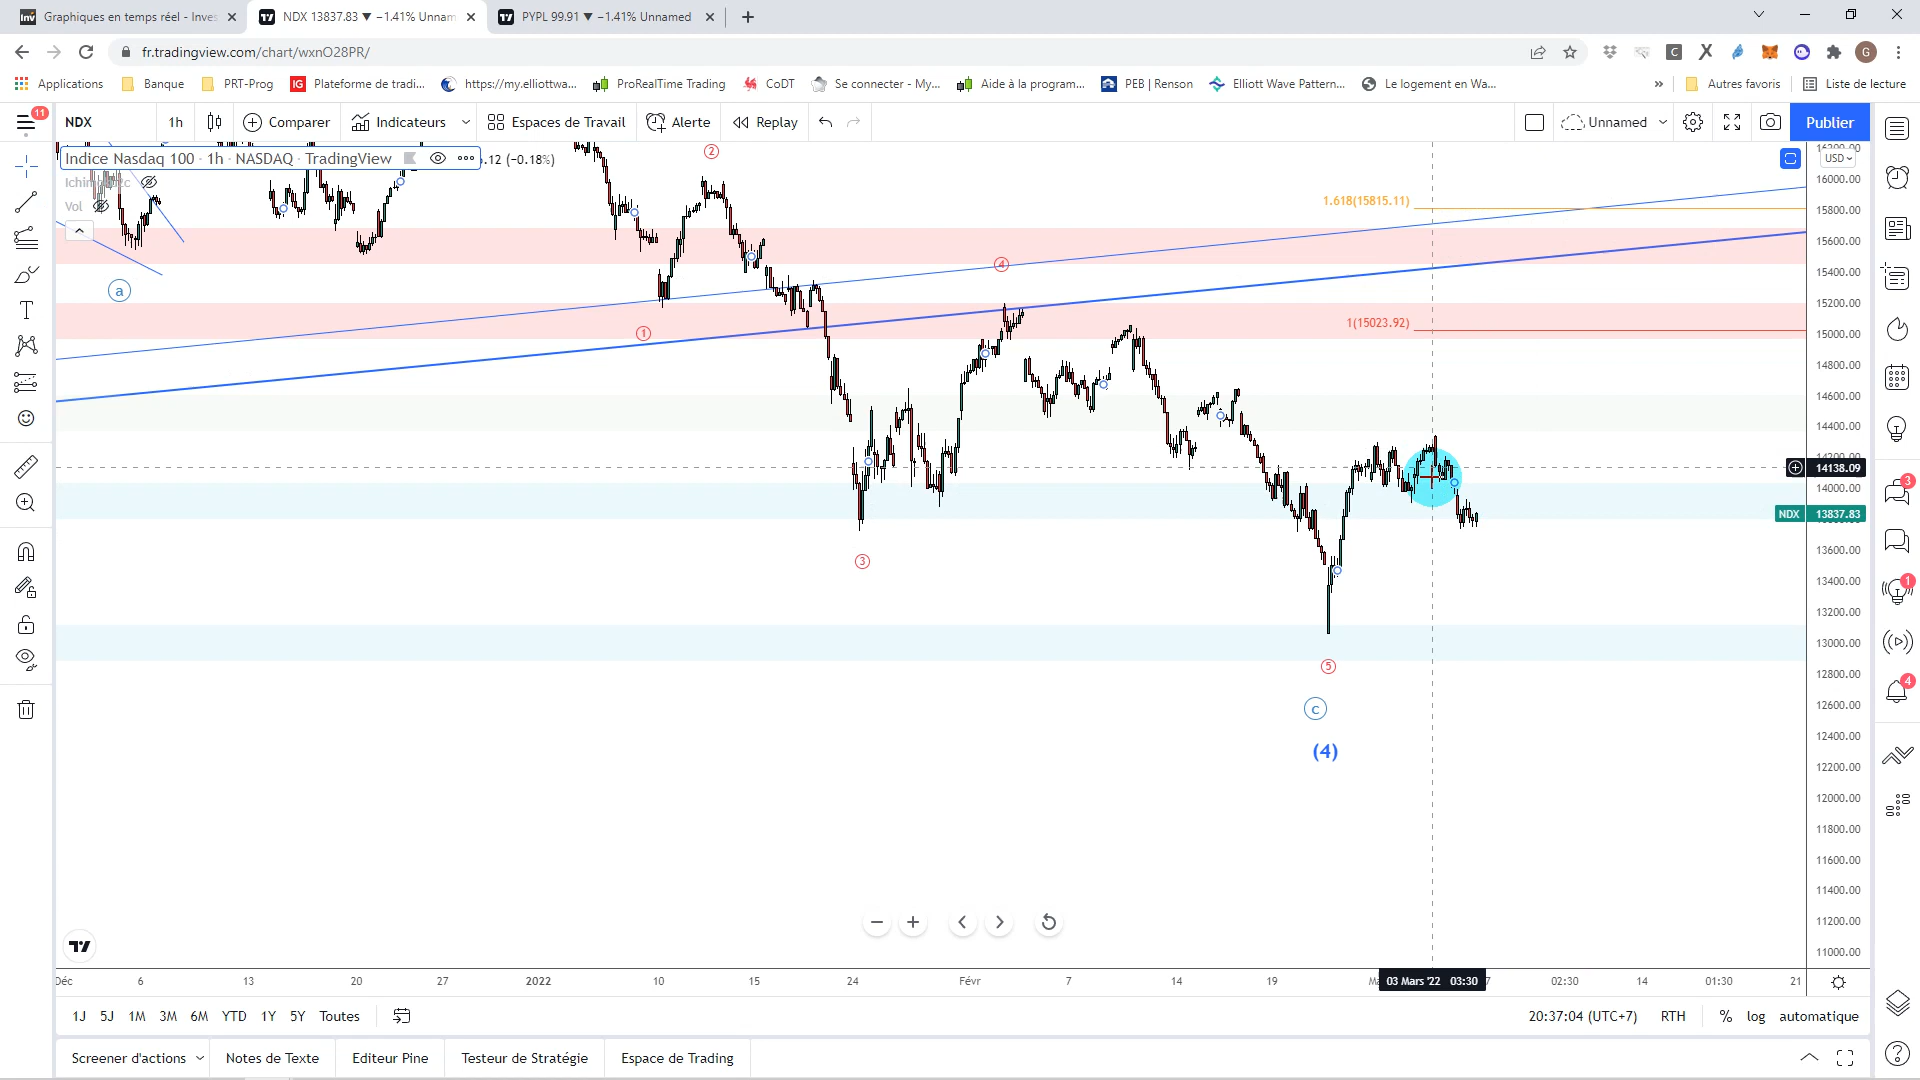 Graphiques en temps réel - Inves
NDX 13837.83 ▼ −1.41% Unnam
PYPL 99.91 ▼ −1.41% Unnamed
fr.tradingview.com/chart/wxnO28PR/
G
Applications
Banque
PRT-Prog
IG Plateforme de tradi...
https://my.elliottwa...
ProRealTime Trading
CoDT
Se connecter - My...
Aide à la program...
PEB | Renson
Elliott Wave Pattern...
Le logement en Wa...
»
Autres favoris
Liste de lecture
11
NDX
1h
Comparer
Indicateurs
Espaces de Travail
Alerte
Replay
Unnamed
Publier
Indice Nasdaq 100 · 1h · NASDAQ · TradingView
.12 (−0.18%)
Vol
USD
2
1.618(15815.11)
a
4
1
1(15023.92)
3
5
c
(4)
16000.00
15800.00
15600.00
15400.00
15200.00
15000.00
14800.00
14600.00
14400.00
14138.09
14000.00
NDX 13837.83
13600.00
13400.00
13200.00
13000.00
12800.00
12600.00
12400.00
12200.00
12000.00
11800.00
11600.00
11400.00
11200.00
11000.00
3
1
4
Déc 6 13 20 27 2022 10 15 24 Févr 7 14 19 03 Mars '22 03:30 7 02:30 14 01:30 21
1J 5J 1M 3M 6M YTD 1Y 5Y Toutes
20:37:04 (UTC+7) RTH % log automatique
Screener d'actions Notes de Texte Editeur Pine Testeur de Stratégie Espace de Trading